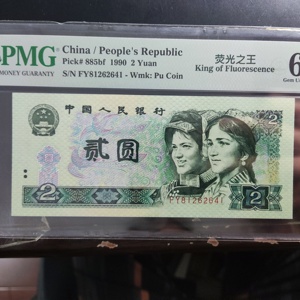 PMG
MONEY GUARANTY
China / People's Republic
Pick# 885bf 1990 2 Yuan
S/N FY81262641 - Wmk: Pu Coin
荧光之王
King of Fluorescence
6
Gem U
中国人民银行
贰圆
2
2
FY81262641